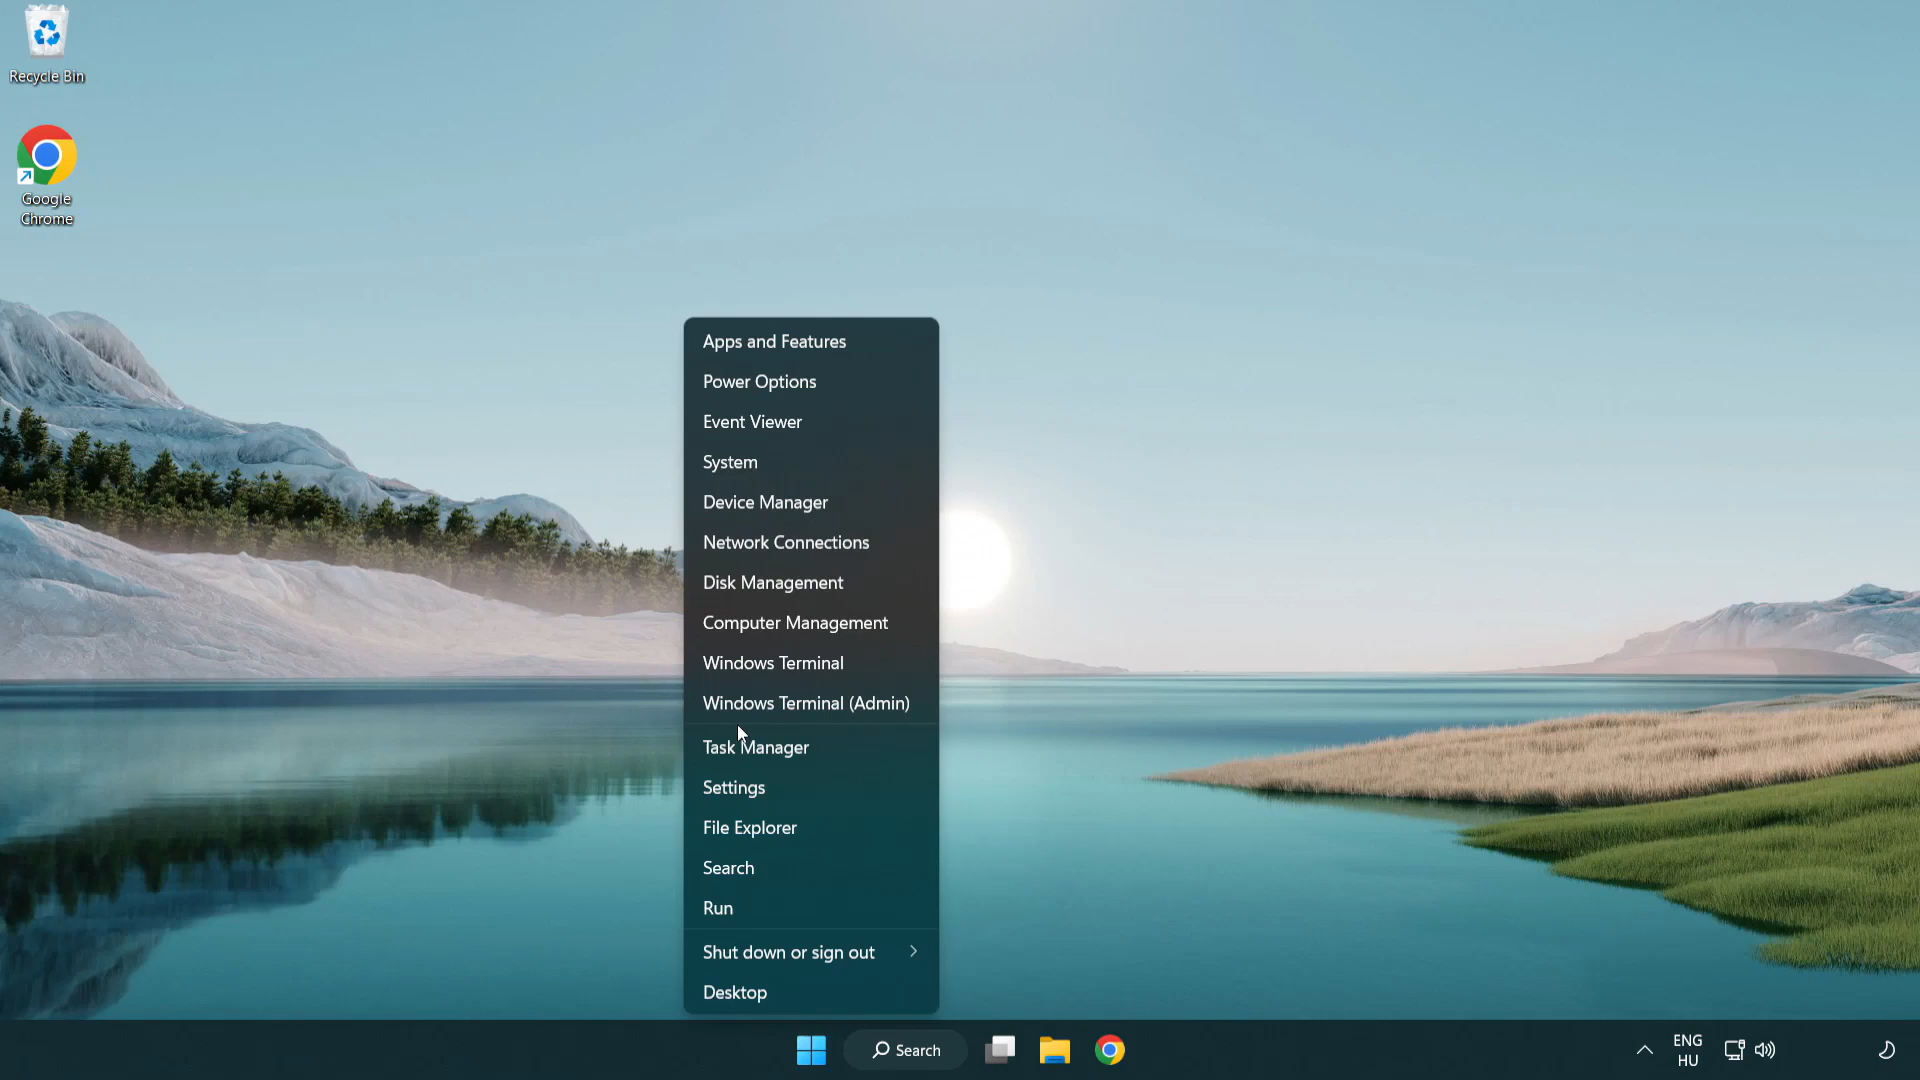 Recycle Bin
Google
Chrome
Apps and Features
Power Options
Event Viewer
System
Device Manager
Network Connections
Disk Management
Computer Management
Windows Terminal
Windows Terminal (Admin)
Task Manager
Settings
File Explorer
Search
Run
Shut down or sign out
Desktop
Search
ENG
HU